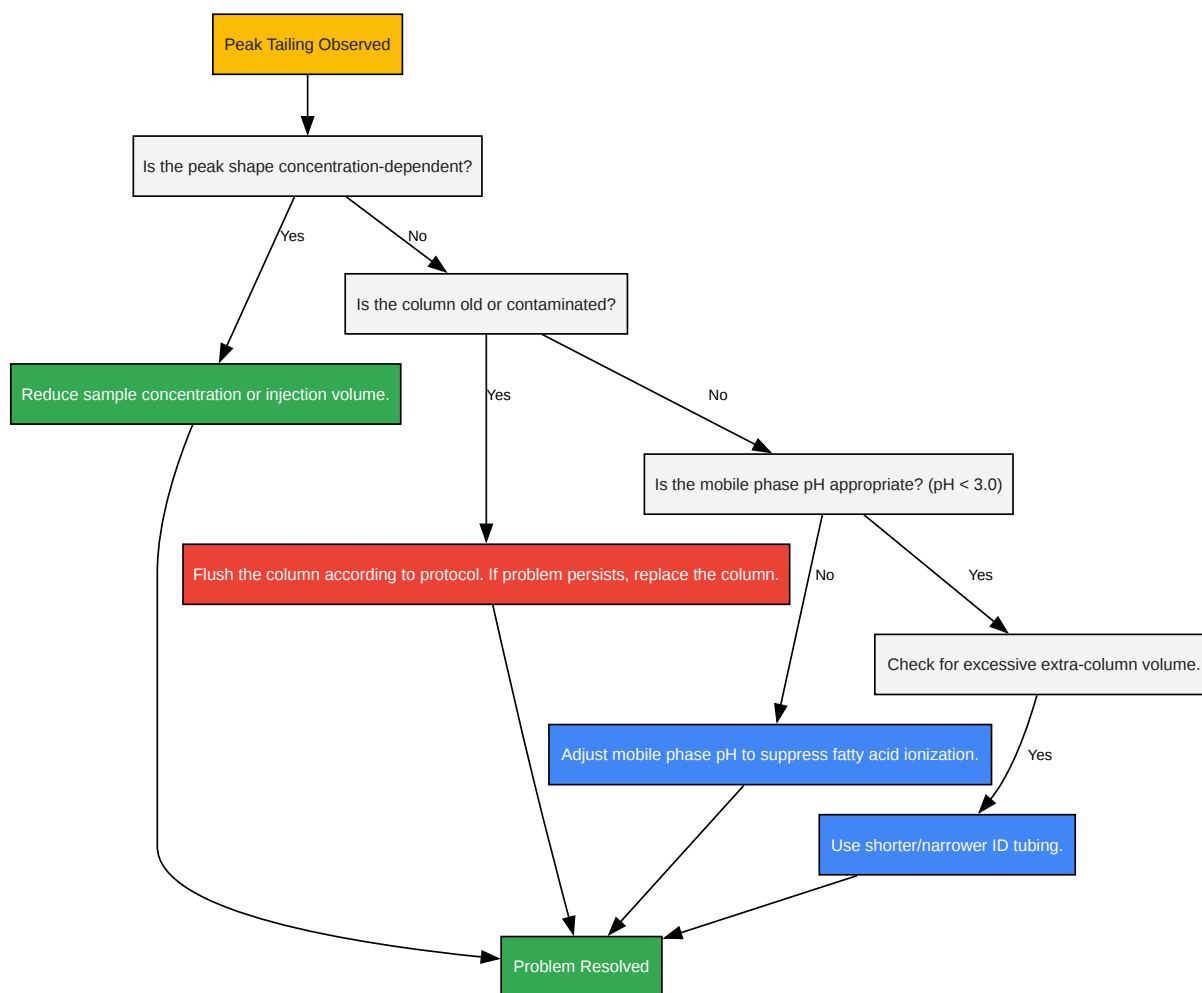 Peak Tailing Observed
Is the peak shape concentration-dependent?
Yes
No
Is the column old or contaminated?
Reduce sample concentration or injection volume.
Yes
No
Is the mobile phase pH appropriate? (pH < 3.0)
Flush the column according to protocol. If problem persists, replace the column.
No
Yes
Check for excessive extra-column volume.
Adjust mobile phase pH to suppress fatty acid ionization.
Yes
Use shorter/narrower ID tubing.
Problem Resolved